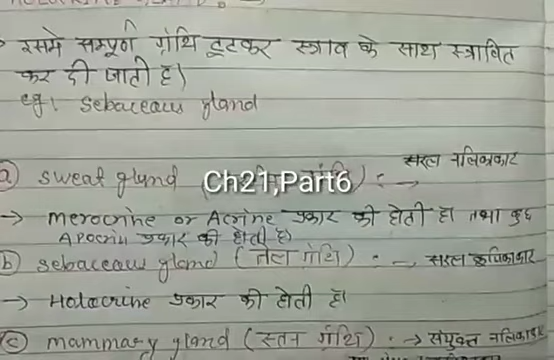 इसमे सम्पूर्ण ग्रंथि टूटकर स्त्राव के साथ स्त्रावित
कर दी जाती है।
eg: sebaceous gland
सरल नलिकाकार
a) sweat gland ( ग्रंथि) : →
Ch21,Part6
→ merocrine or Acrine प्रकार की होती है। तथा कुछ
Apocrin प्रकार की होती है।
b) sebaceous gland (तेल ग्रंथि) : → सरल कूपिकाकार
→ Holocrine प्रकार की होती है।
c) mammary gland (स्तन ग्रंथि) : → संयुक्त नलिकाकार